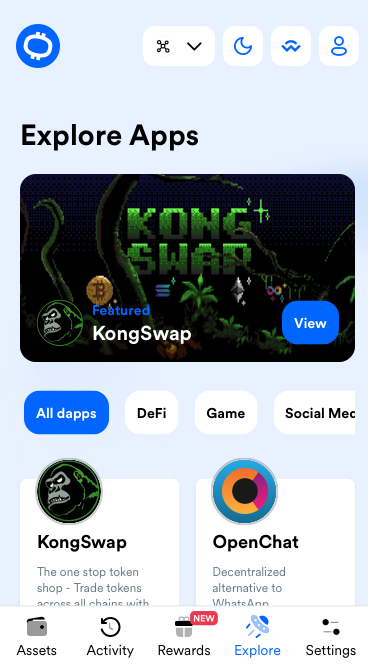 Explore Apps
KONG
SWAP
Featured
KongSwap
View
All dapps
DeFi
Game
Social Med
KongSwap
OpenChat
The one stop token
shop - Trade tokens
across all chains with
Decentralized
alternative to
WhatsApp
NEW
Assets
Activity
Rewards
Explore
Settings